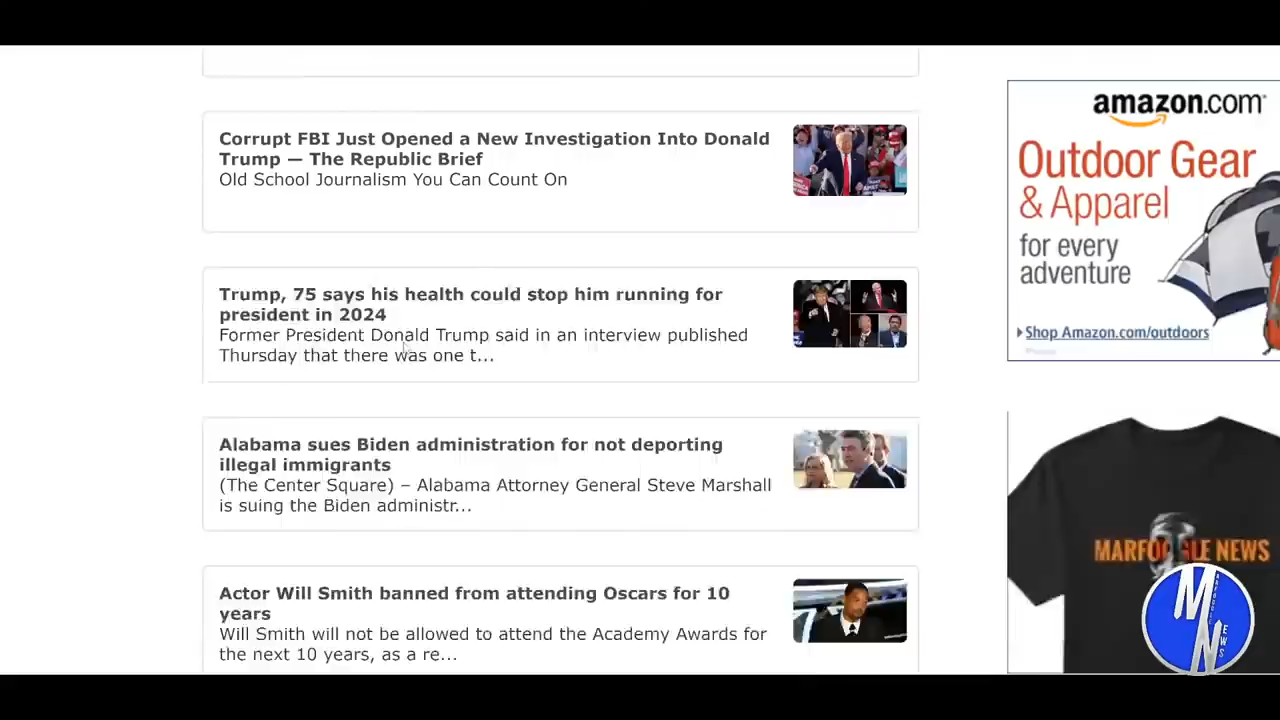 Corrupt FBI Just Opened a New Investigation Into Donald
Trump — The Republic Brief
Old School Journalism You Can Count On
Trump, 75 says his health could stop him running for
president in 2024
Former President Donald Trump said in an interview published
Thursday that there was one t...
Alabama sues Biden administration for not deporting
illegal immigrants
(The Center Square) – Alabama Attorney General Steve Marshall
is suing the Biden administr...
Actor Will Smith banned from attending Oscars for 10
years
Will Smith will not be allowed to attend the Academy Awards for
the next 10 years, as a re...
amazon.com
Outdoor Gear
& Apparel
for every
adventure
Shop Amazon.com/outdoors
NEWS
MN